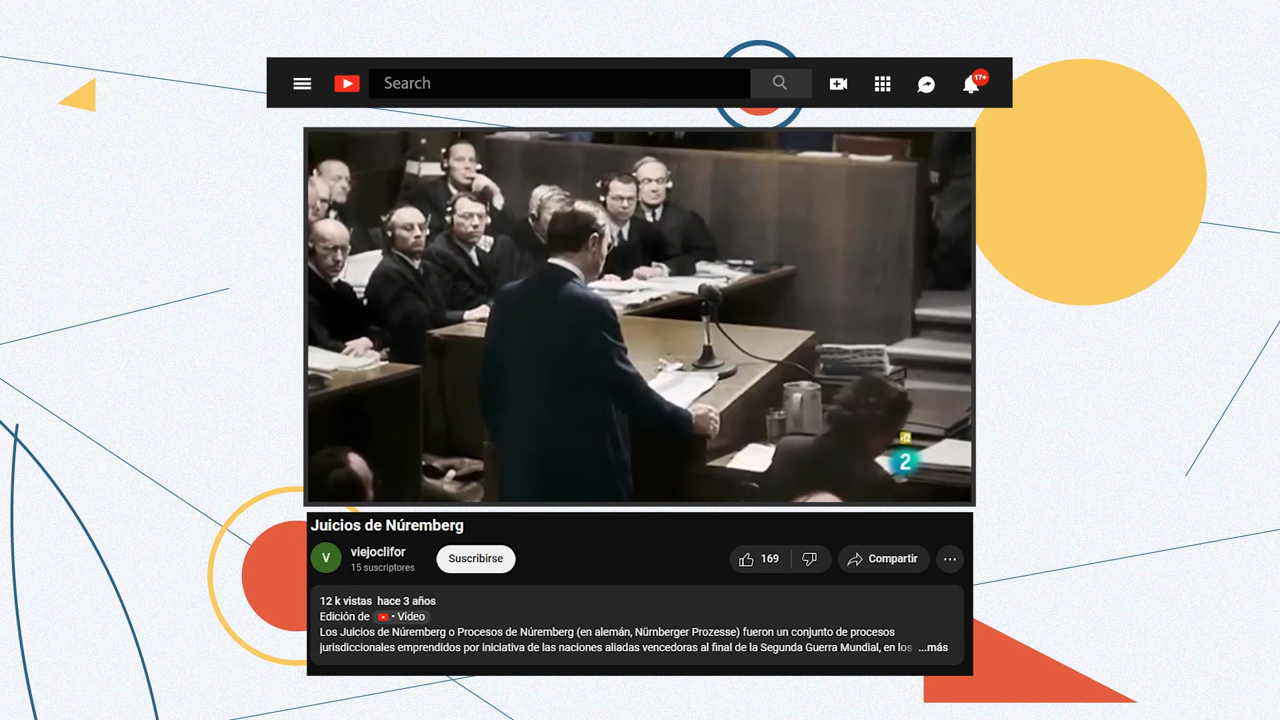 Search
17+
12
2
Juicios de Núremberg
V
viejoclifor
15 suscriptores
Suscribirse
169
Compartir
12 k vistas hace 3 años
Edición de • Video
Los Juicios de Núremberg o Procesos de Núremberg (en alemán, Nürnberger Prozesse) fueron un conjunto de procesos
jurisdiccionales emprendidos por iniciativa de las naciones aliadas vencedoras al final de la Segunda Guerra Mundial, en los ...más